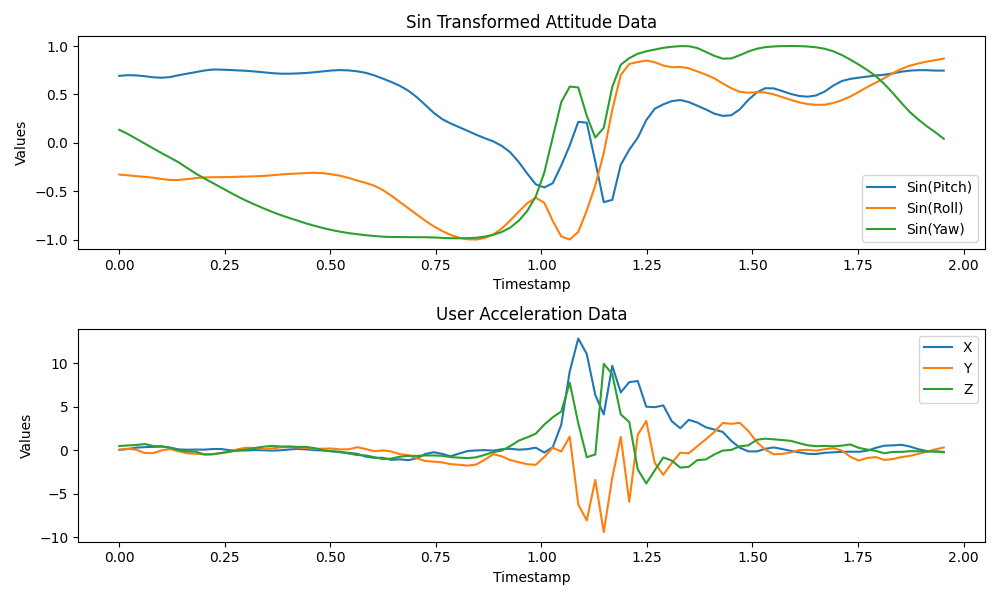 Sin Transformed Attitude Data
Values
1.0
0.5
0.0
−0.5
−1.0
Sin(Pitch)
Sin(Roll)
Sin(Yaw)
0.00 0.25 0.50 0.75 1.00 1.25 1.50 1.75 2.00
Timestamp
User Acceleration Data
Values
10
5
0
−5
−10
X
Y
Z
0.00 0.25 0.50 0.75 1.00 1.25 1.50 1.75 2.00
Timestamp